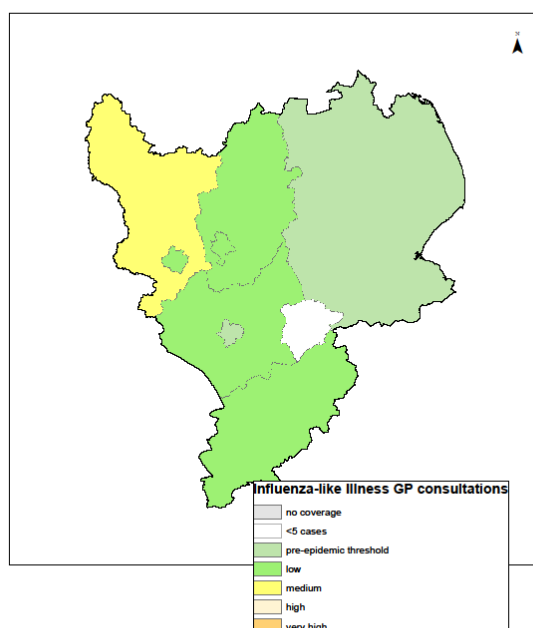 N
Influenza-like Illness GP consultations
no coverage
<5 cases
pre-epidemic threshold
low
medium
high
very high